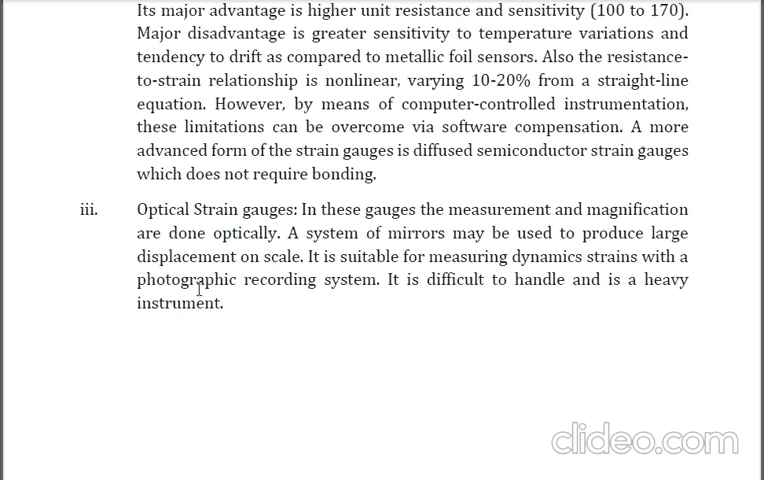 Its major advantage is higher unit resistance and sensitivity (100 to 170).
Major disadvantage is greater sensitivity to temperature variations and
tendency to drift as compared to metallic foil sensors. Also the resistance-
to-strain relationship is nonlinear, varying 10-20% from a straight-line
equation. However, by means of computer-controlled instrumentation,
these limitations can be overcome via software compensation. A more
advanced form of the strain gauges is diffused semiconductor strain gauges
which does not require bonding.
iii. Optical Strain gauges: In these gauges the measurement and magnification
are done optically. A system of mirrors may be used to produce large
displacement on scale. It is suitable for measuring dynamics strains with a
photographic recording system. It is difficult to handle and is a heavy
instrument.
clideo.com